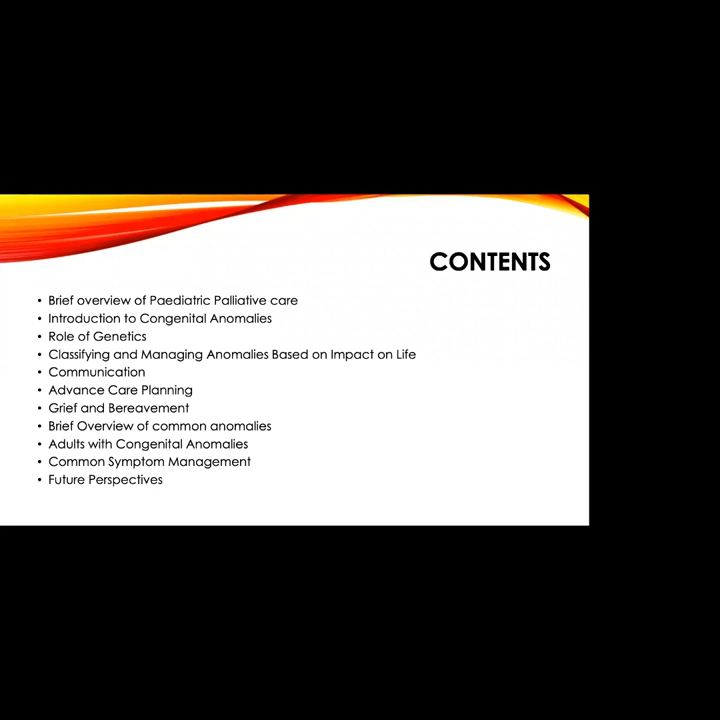 CONTENTS
• Brief overview of Paediatric Palliative care
• Introduction to Congenital Anomalies
• Role of Genetics
• Classifying and Managing Anomalies Based on Impact on Life
• Communication
• Advance Care Planning
• Grief and Bereavement
• Brief Overview of common anomalies
• Adults with Congenital Anomalies
• Common Symptom Management
• Future Perspectives